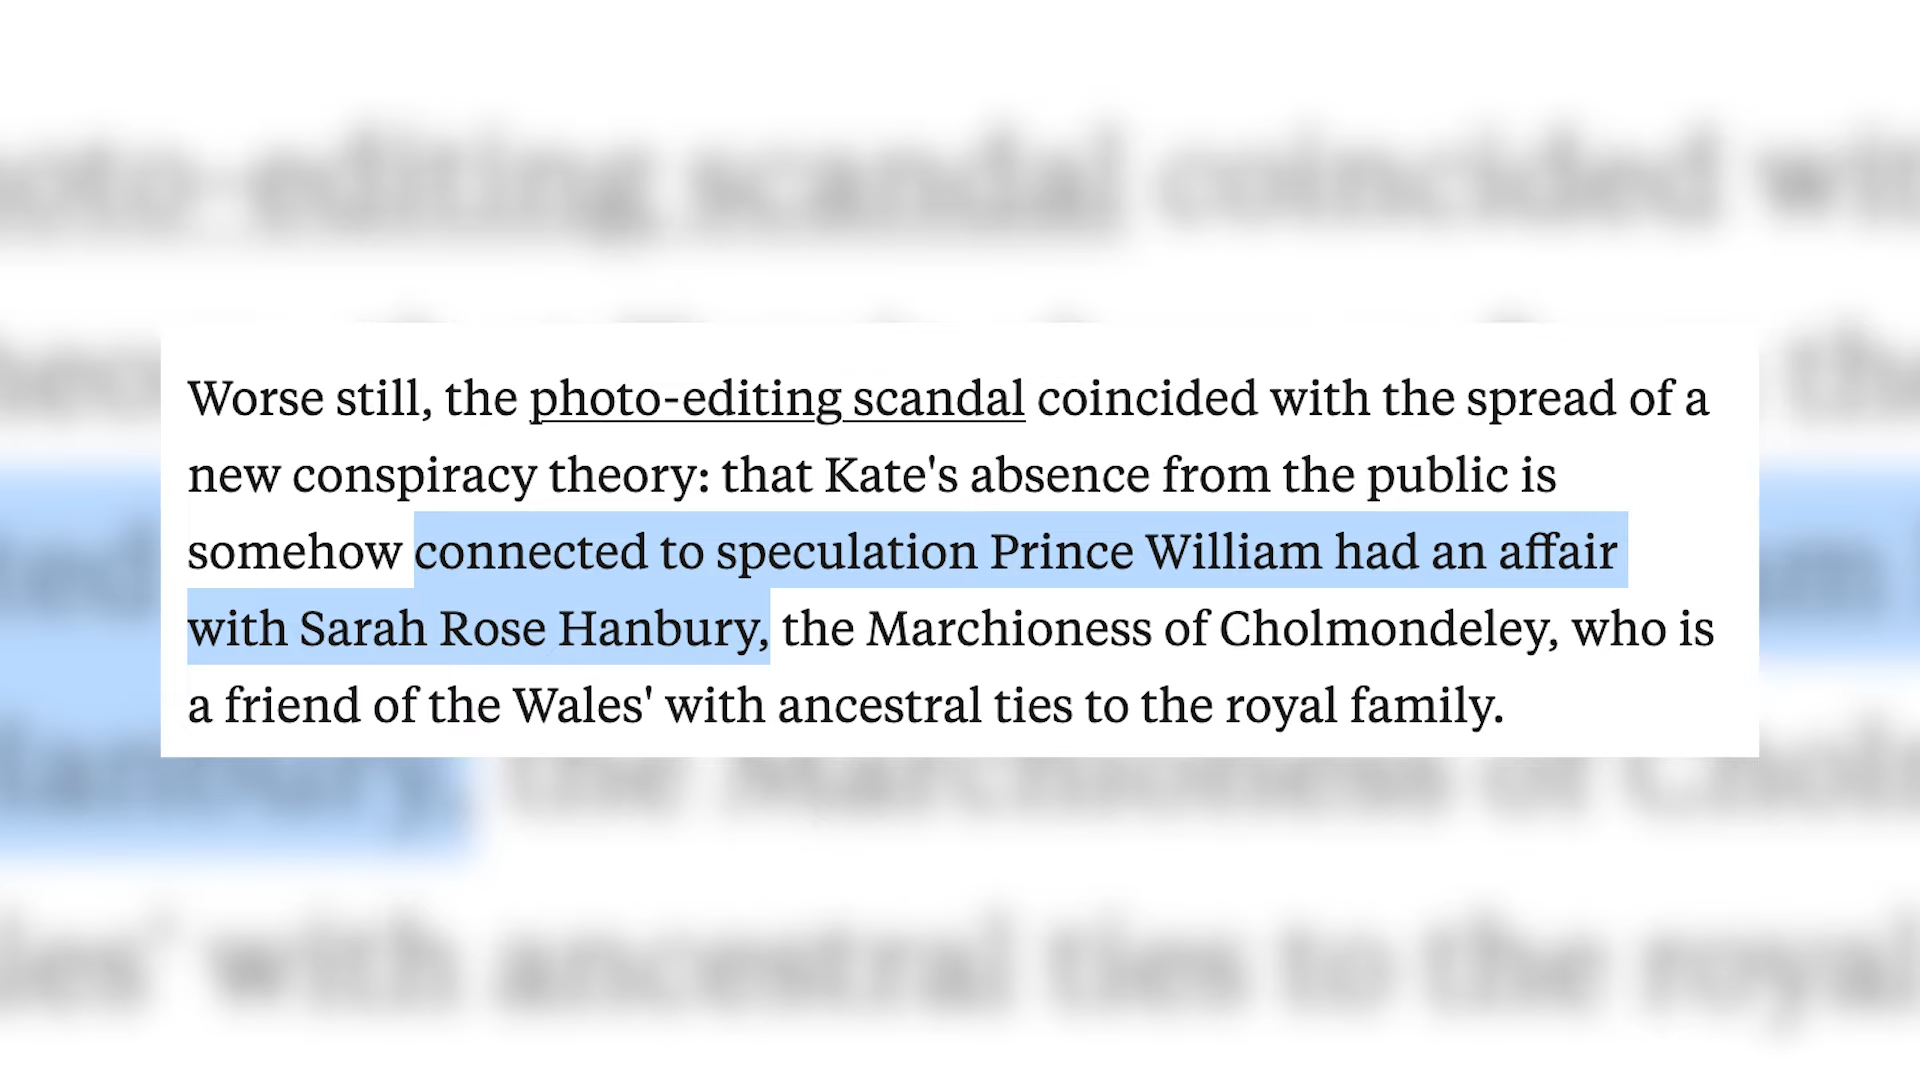 Worse still, the photo-editing scandal coincided with the spread of a
new conspiracy theory: that Kate's absence from the public is
somehow connected to speculation Prince William had an affair
with Sarah Rose Hanbury, the Marchioness of Cholmondeley, who is
a friend of the Wales' with ancestral ties to the royal family.